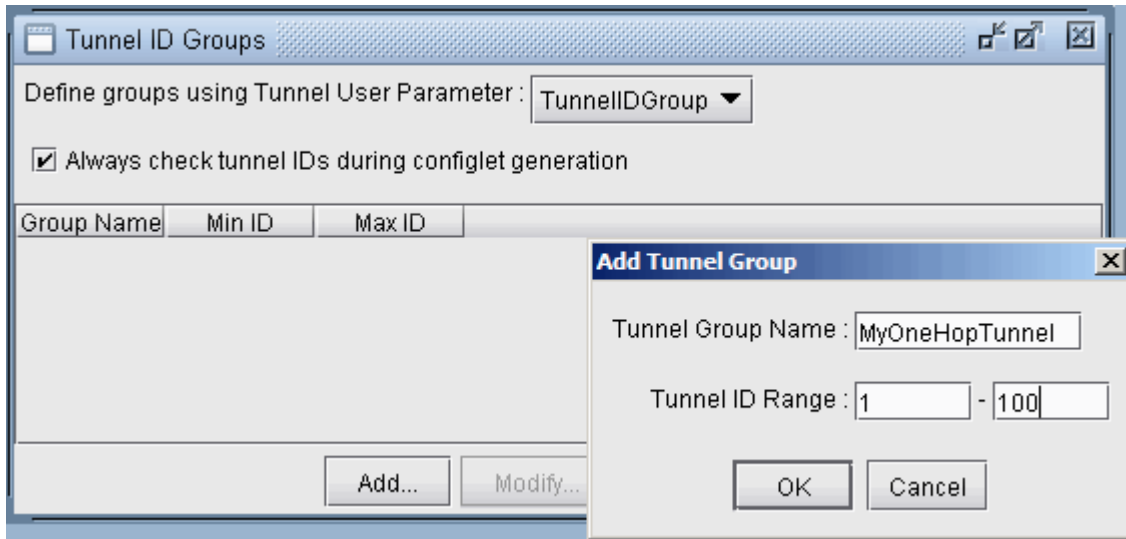 Tunnel ID Groups
Define groups using Tunnel User Parameter : TunnelIDGroup
Always check tunnel IDs during configlet generation
Group Name Min ID Max ID
Add Tunnel Group
Tunnel Group Name : MyOneHopTunnel
Tunnel ID Range : 1 - 100
Add... Modify...
OK Cancel